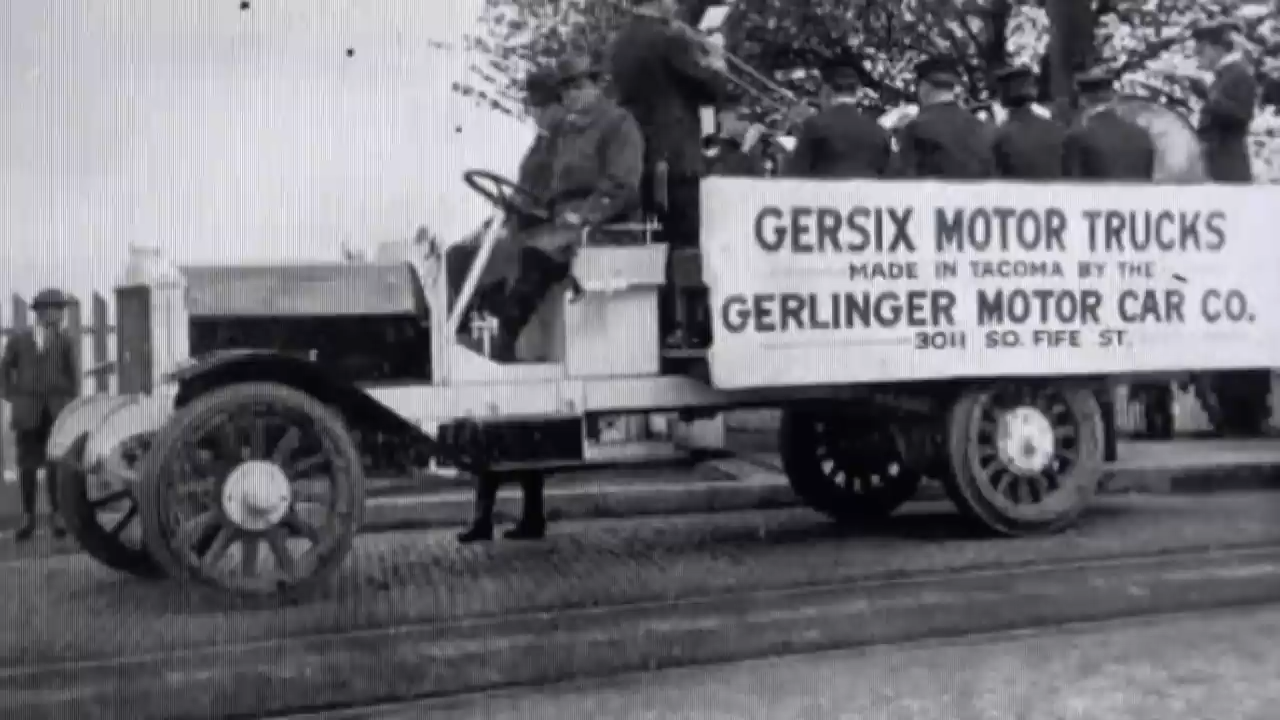 GERSIX MOTOR TRUCKS
MADE IN TACOMA BY THE
GERLINGER MOTOR CAR CO.
3011 SO. FIFE ST.